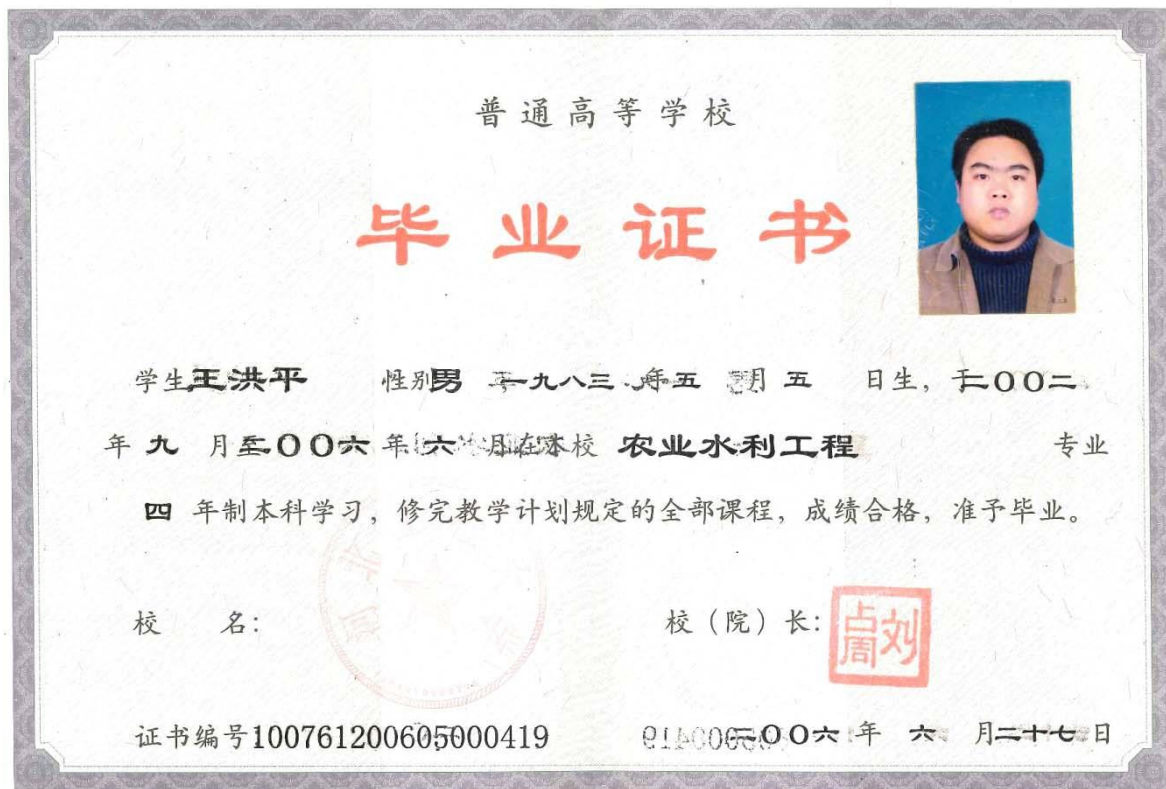 普通高等学校
毕业证书
学生王洪平 性别男 一九八三年五月五日生，于二〇〇二
年九月至二〇〇六年六月在本校 农业水利工程 专业
四年制本科学习，修完教学计划规定的全部课程，成绩合格，准予毕业。
校 名： 校（院）长：刘占周
证书编号100761200605000419 二〇〇六年六月二十七日